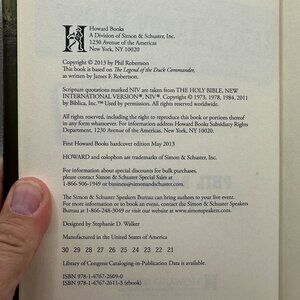 Howard Books
A Division of Simon & Schuster, Inc.
1230 Avenue of the Americas
New York, NY 10020
Copyright © 2013 by Phil Robertson
This book is based on The Legend of the Duck Commander,
as written by James F. Robertson.
Scripture quotations marked NIV are taken from THE HOLY BIBLE, NEW
INTERNATIONAL VERSION®, NIV®. Copyright © 1973, 1978, 1984, 2011
by Biblica, Inc.™ Used by permission. All rights reserved worldwide.
All rights reserved, including the right to reproduce this book or portions thereof
in any form whatsoever. For information address Howard Books Subsidiary Rights
Department, 1230 Avenue of the Americas, New York, NY 10020.
First Howard Books hardcover edition May 2013
HOWARD and colophon are trademarks of Simon & Schuster, Inc.
For information about special discounts for bulk purchases,
please contact Simon & Schuster Special Sales at
1-866-506-1949 or business@simonandschuster.com.
The Simon & Schuster Speakers Bureau can bring authors to your live event.
For more information or to book an event, contact the Simon & Schuster Speakers
Bureau at 1-866-248-3049 or visit our website at www.simonspeakers.com.
Designed by Stephanie D. Walker
Manufactured in the United States of America
30 29 28 27 26 25 24 23 22 21
Library of Congress Cataloging-in-Publication Data is available.
ISBN 978-1-4767-2609-0
ISBN 978-1-4767-2611-3 (ebook)